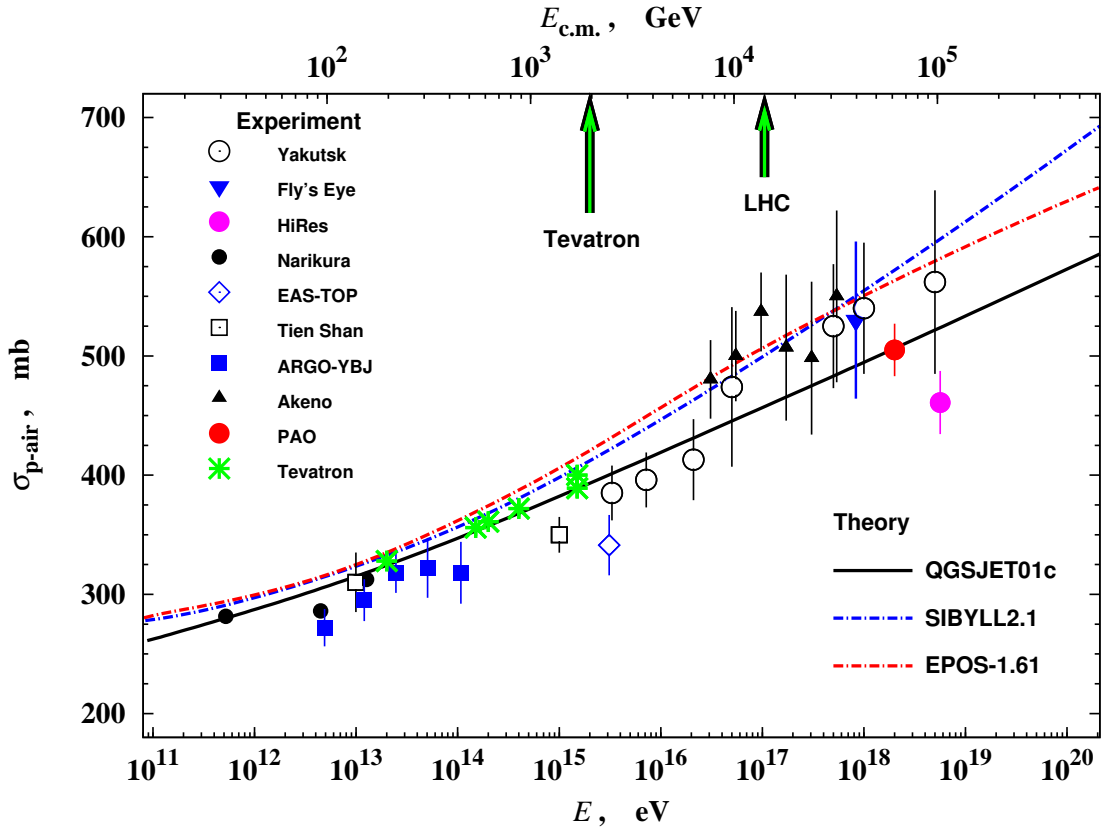 E_c.m. , GeV
10^2 10^3 10^4 10^5
700
600
500
400
300
200
σ_p-air , mb
Experiment
Yakutsk
Fly's Eye
HiRes
Narikura
EAS-TOP
Tien Shan
ARGO-YBJ
Akeno
PAO
Tevatron
Tevatron
LHC
Theory
QGSJET01c
SIBYLL2.1
EPOS-1.61
10^11 10^12 10^13 10^14 10^15 10^16 10^17 10^18 10^19 10^20
E , eV